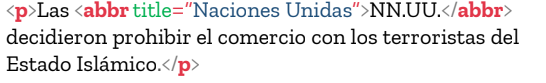 <p>Las <abbr title=“Naciones Unidas“>NN.UU.</abbr>
decidieron prohibir el comercio con los terroristas del
Estado Islámico.</p>